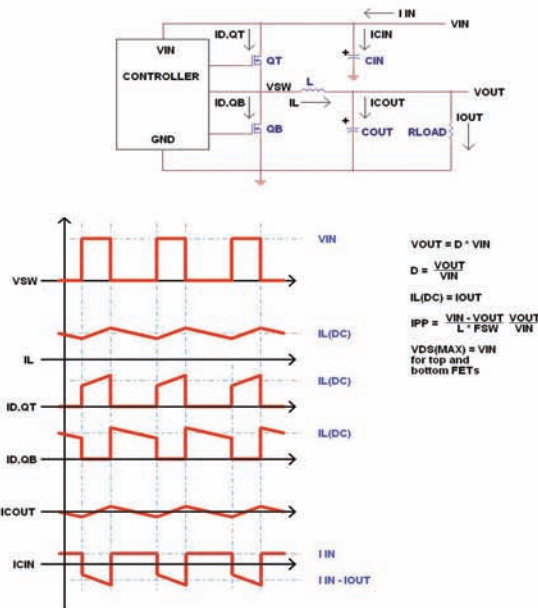 I IN
VIN
VIN
ID.QT
QT
ICIN
CIN
CONTROLLER
ID.QB
VSW
L
VOUT
IL
ICOUT
IOUT
GND
QB
COUT
RLOAD
VIN
VSW
IL(DC)
IL
IL(DC)
ID.QT
IL(DC)
ID.QB
ICOUT
I IN
ICIN
I IN - IOUT
VOUT = D * VIN
D = VOUT
VIN
IL(DC) = IOUT
IPP = VIN - VOUT VOUT
L * FSW VIN
VDS(MAX) = VIN
for top and
bottom FETs